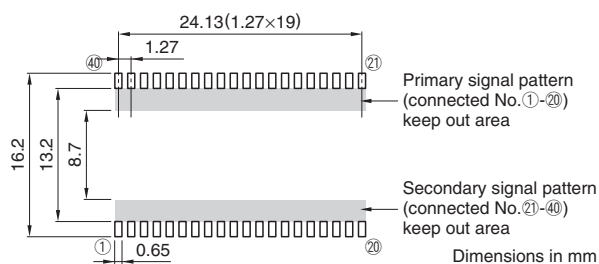 24.13(1.27×19)
㊵
1.27
㉑
Primary signal pattern
(connected No.①-⑳)
keep out area
16.2
13.2
8.7
Secondary signal pattern
(connected No.㉑-㊵)
keep out area
①
0.65
⑳
Dimensions in mm